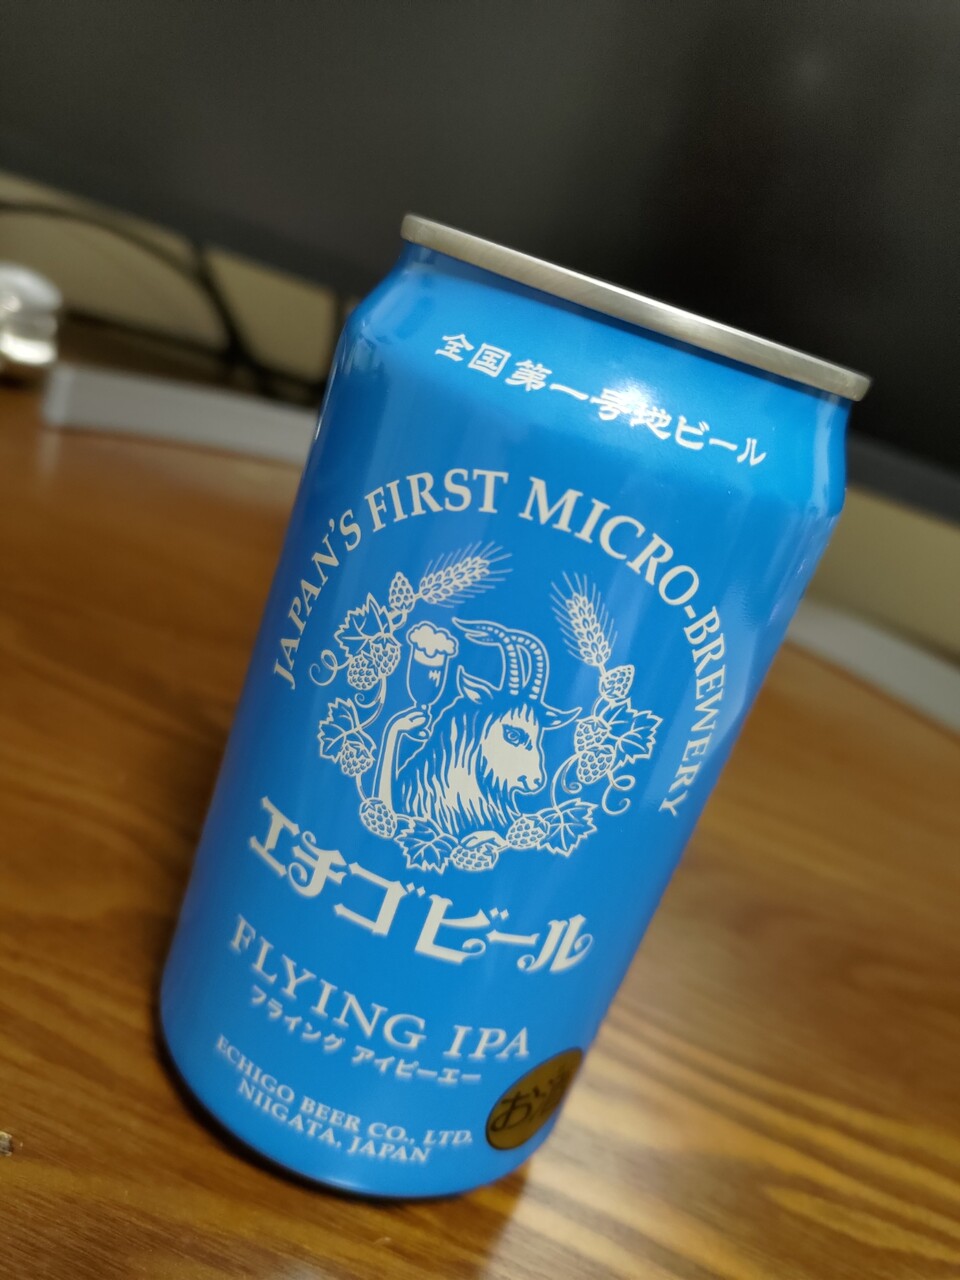 全国第一号地ビール
JAPAN'S FIRST MICRO-BREWERY
エチゴビール
FLYING IPA
フライング アイピーエー
ECHIGO BEER CO., LTD.
NIIGATA, JAPAN
お酒